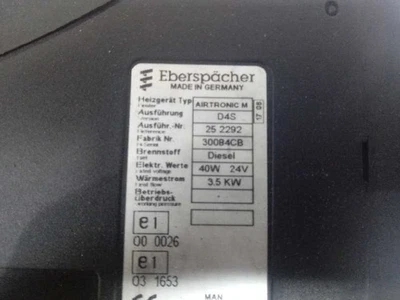 Eberspächer
MADE IN GERMANY
Heizgerät Typ AIRTRONIC M
Ausführung D4S
Ausführ.-Nr. 25 2292
Fabrik Nr. 30084CB
Brennstoff Diesel
Elektr. Werte 40W 24V
Wärmestrom 3.5 KW
Betriebs-
überdruck
e1
00 0026
e1
03 1653
MAN